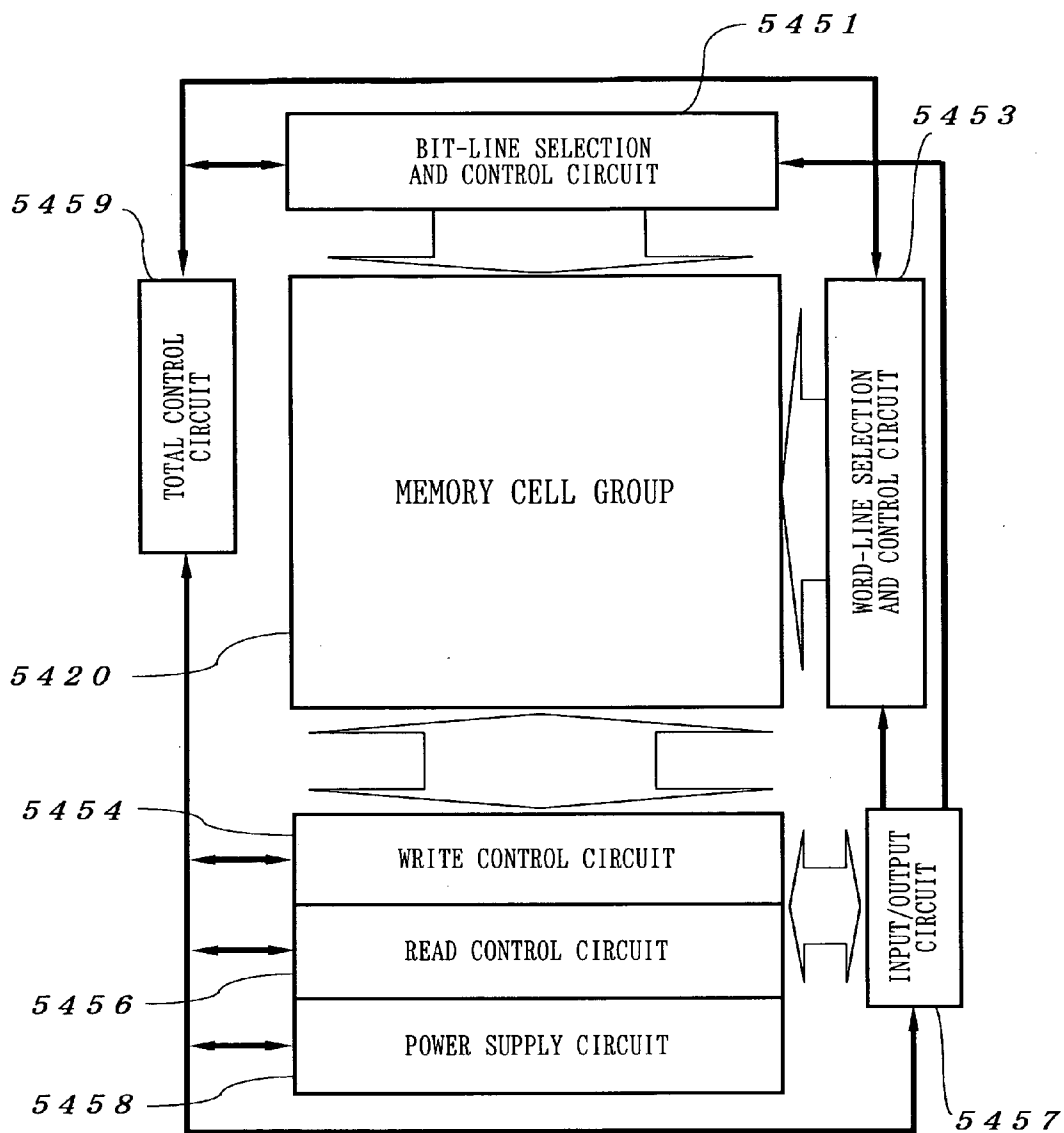 5451
BIT-LINE SELECTION
AND CONTROL CIRCUIT
5453
5459
TOTAL CONTROL
CIRCUIT
MEMORY CELL GROUP
WORD-LINE SELECTION
AND CONTROL CIRCUIT
5420
5454
WRITE CONTROL CIRCUIT
INPUT/OUTPUT
CIRCUIT
READ CONTROL CIRCUIT
5456
POWER SUPPLY CIRCUIT
5458
5457